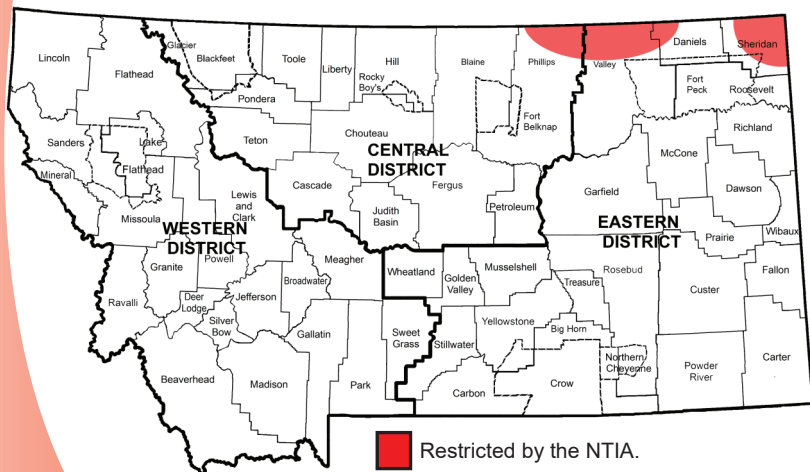 Lincoln
Flathead
Glacier
Blackfeet
Toole
Liberty
Hill
Rocky
Boy's
Blaine
Phillips
Valley
Daniels
Sheridan
Fort
Peck
Roosevelt
Pondera
Fort
Belknap
Richland
Sanders
Lake
Flathead
Teton
Chouteau
CENTRAL
DISTRICT
McCone
Mineral
Cascade
Fergus
Garfield
Dawson
Missoula
Lewis
and
Clark
WESTERN
DISTRICT
Judith
Basin
Petroleum
EASTERN
DISTRICT
Prairie
Wibaux
Granite
Powell
Meagher
Wheatland
Golden
Valley
Musselshell
Rosebud
Treasure
Custer
Fallon
Ravalli
Deer
Lodge
Silver
Bow
Jefferson
Broadwater
Gallatin
Sweet
Grass
Stillwater
Yellowstone
Big Horn
Northern
Cheyenne
Powder
River
Carter
Beaverhead
Madison
Park
Carbon
Crow
Restricted by the NTIA.